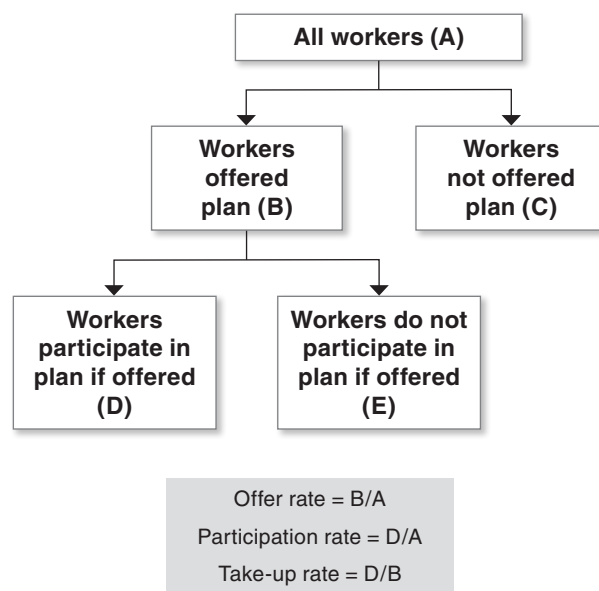 All workers (A)
Workers
offered
plan (B)
Workers
not offered
plan (C)
Workers
participate in
plan if offered
(D)
Workers do not
participate in
plan if offered
(E)
Offer rate = B/A
Participation rate = D/A
Take-up rate = D/B